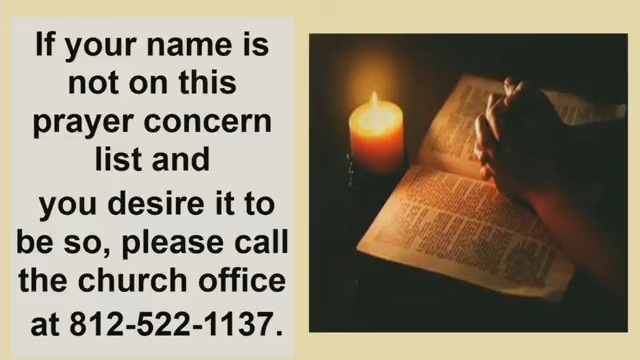 If your name is
not on this
prayer concern
list and
you desire it to
be so, please call
the church office
at 812-522-1137.